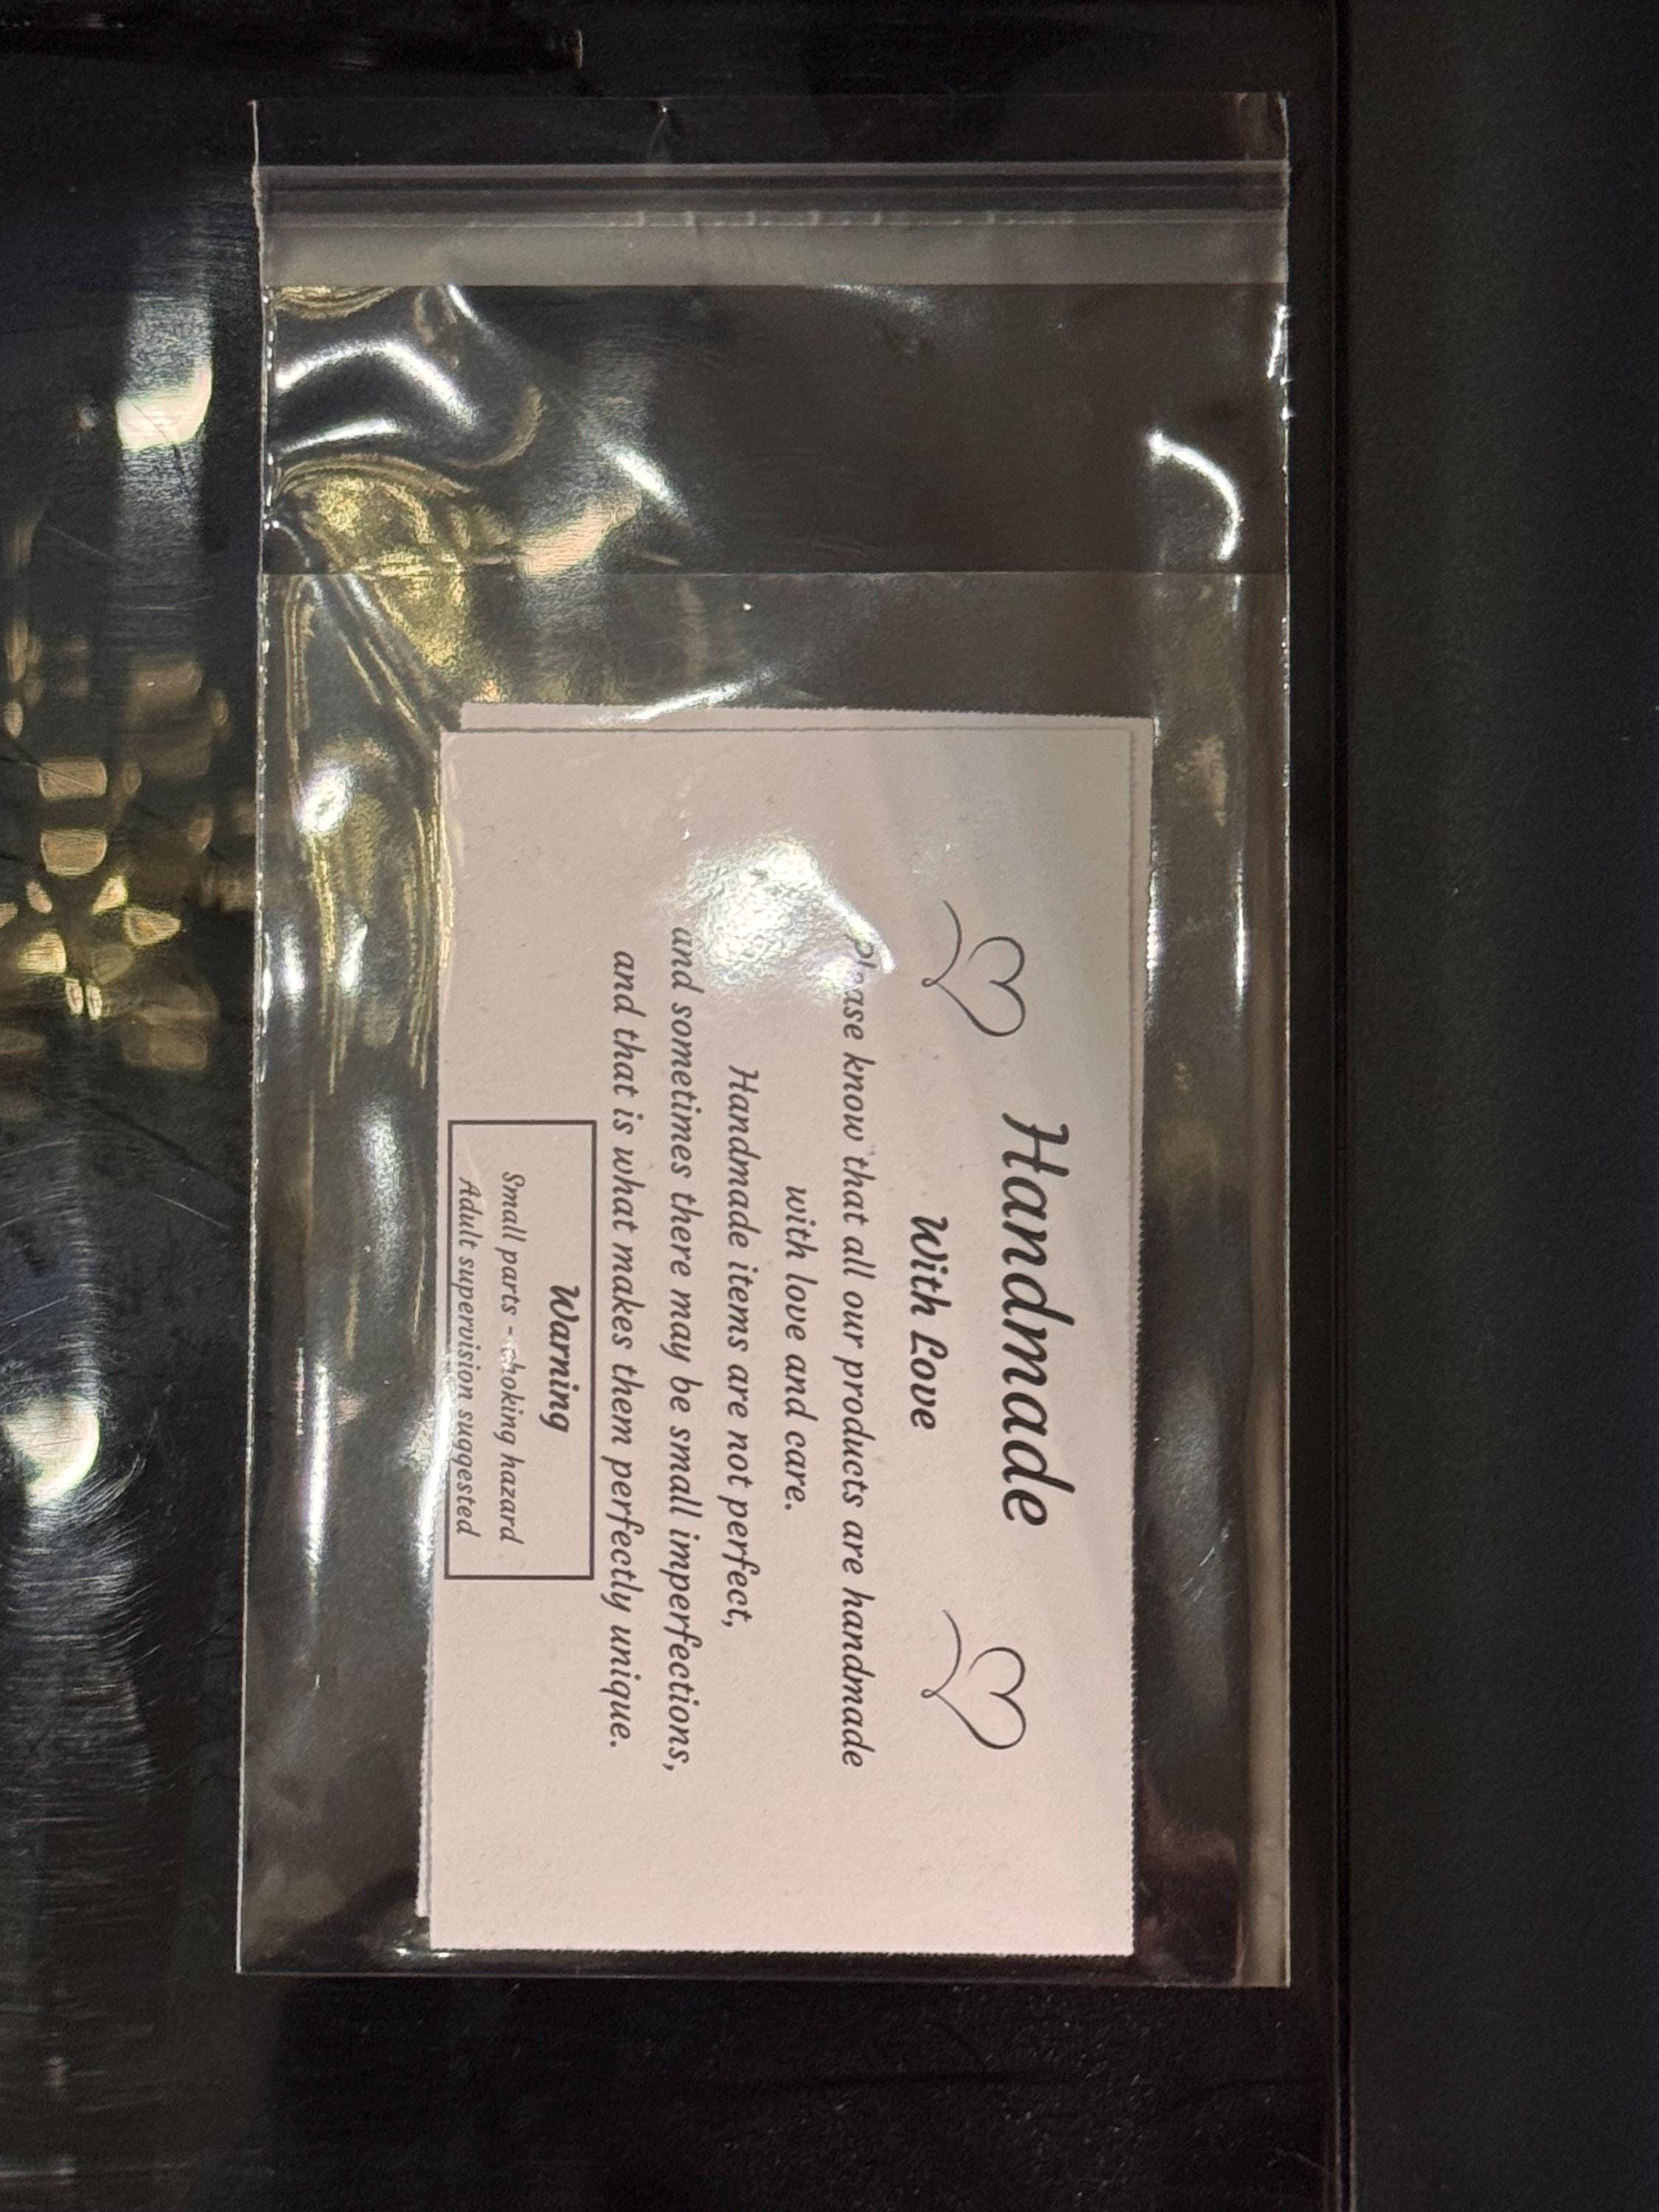 Handmade
With Love
Please know that all our products are handmade
with love and care.
Handmade items are not perfect,
and sometimes there may be small imperfections,
and that is what makes them perfectly unique.
Warning
Small parts - choking hazard
Adult supervision suggested